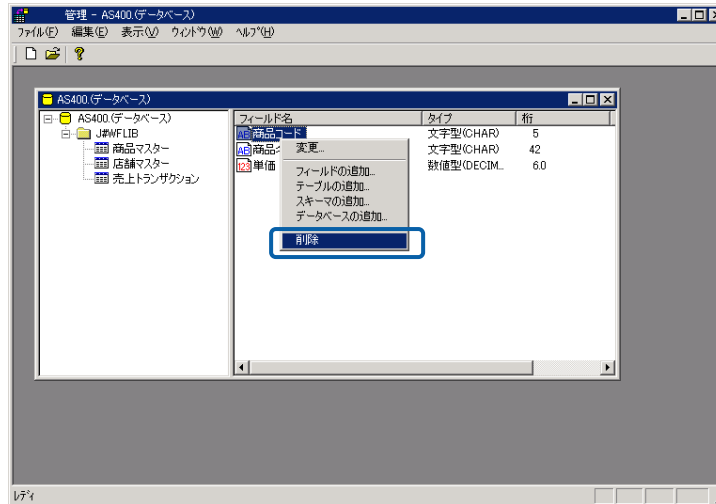 管理 - AS400.(データベース)
ファイル(F) 編集(E) 表示(V) ウィンドウ(W) ヘルプ(H)
AS400.(データベース)
AS400.(データベース)
J#WFLIB
商品マスター
店舗マスター
売上トランザクション
フィールド名 タイプ 桁
AB 商品コード 文字型(CHAR) 5
AB 商品 文字型(CHAR) 42
123 単価 数値型(DECIM... 6.0
変更...
フィールドの追加...
テーブルの追加...
スキーマの追加...
データベースの追加...
削除
レディ